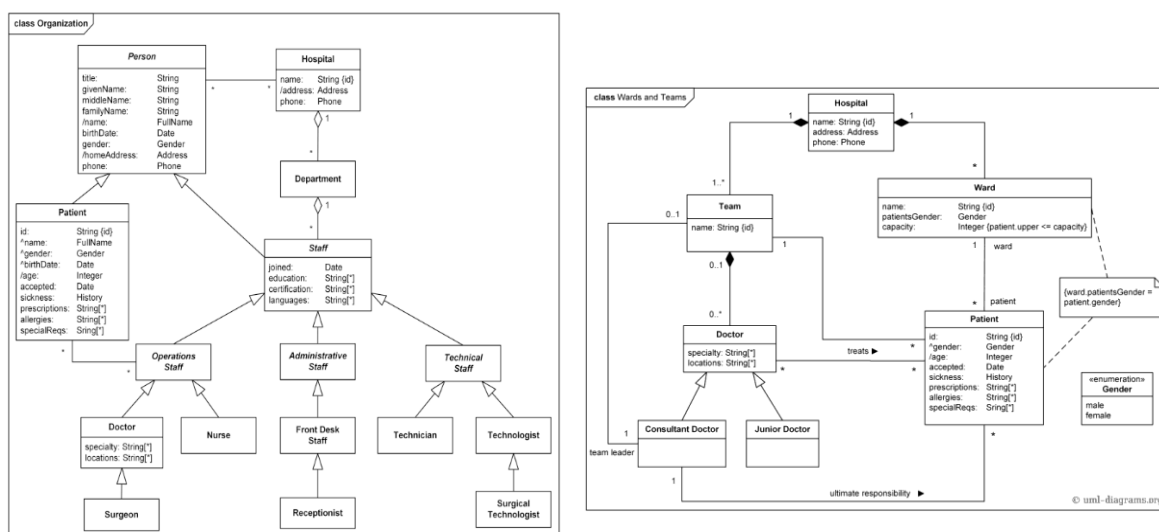 class Organization
Person
title: String
givenName: String
middleName: String
familyName: String
/name: FullName
birthDate: Date
gender: Gender
/homeAddress: Address
phone: Phone
*
*
Hospital
name: String {id}
/address: Address
phone: Phone
1
*
Department
1
*
Patient
id: String {id}
^name: FullName
^gender: Gender
^birthDate: Date
/age: Integer
accepted: Date
sickness: History
prescriptions: String[*]
allergies: String[*]
specialReqs: String[*]
*
*
Staff
joined: Date
education: String[*]
certification: String[*]
languages: String[*]
Operations
Staff
Administrative
Staff
Technical
Staff
Doctor
specialty: String[*]
locations: String[*]
Nurse
Front Desk
Staff
Technician
Technologist
Surgeon
Receptionist
Surgical
Technologist
class Wards and Teams
Hospital
name: String {id}
address: Address
phone: Phone
1
1
1..*
*
Team
name: String {id}
0..1
1
0..1
0..*
Ward
name: String {id}
patientsGender: Gender
capacity: Integer {patient.upper <= capacity}
1
ward
*
patient
{ward.patientsGender =
patient.gender}
Doctor
specialty: String[*]
locations: String[*]
treats ►
*
*
*
Patient
id: String {id}
^gender: Gender
/age: Integer
accepted: Date
sickness: History
prescriptions: String[*]
allergies: String[*]
specialReqs: Sring[*]
*
«enumeration»
Gender
male
female
Consultant Doctor
Junior Doctor
1
team leader
1
ultimate responsibility ►
© uml-diagrams.org